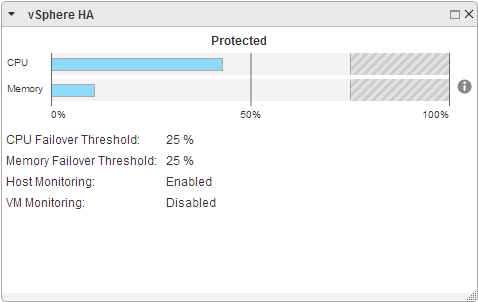 vSphere HA
Protected
CPU
Memory
0% 50% 100%
CPU Failover Threshold: 25 %
Memory Failover Threshold: 25 %
Host Monitoring: Enabled
VM Monitoring: Disabled